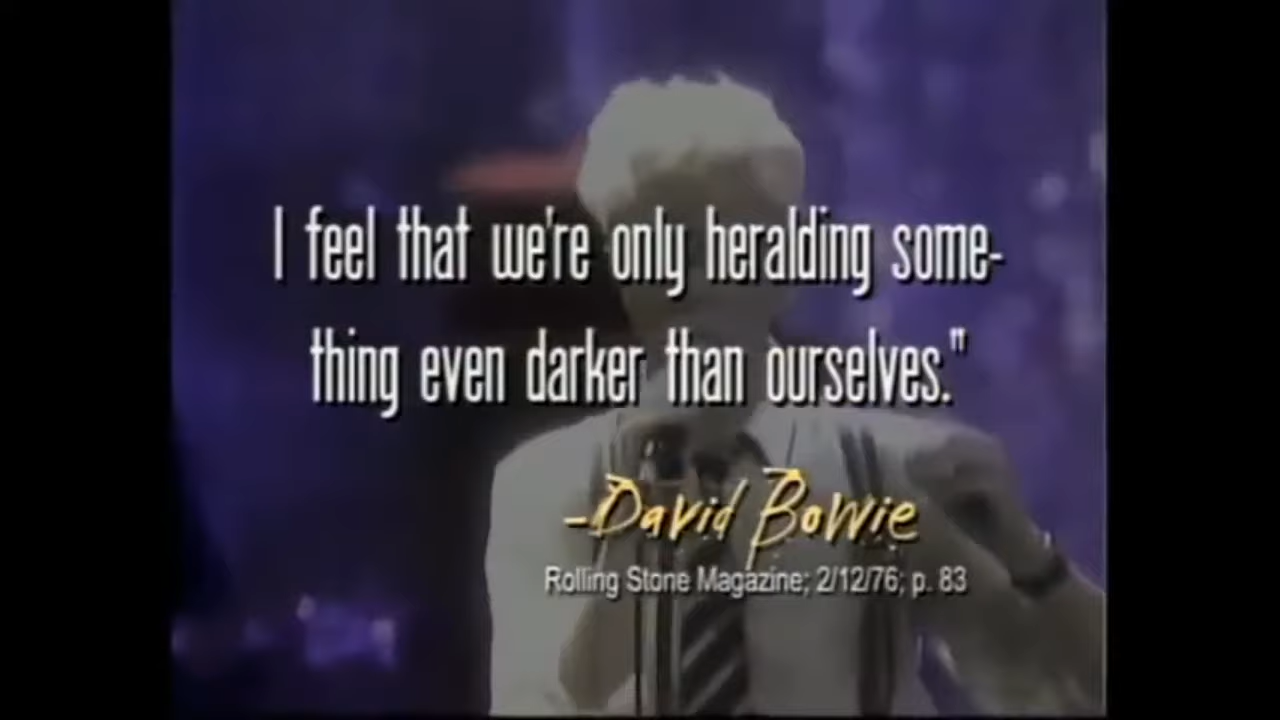 I feel that we're only heralding some-
thing even darker than ourselves."
-David Bowie
Rolling Stone Magazine; 2/12/76; p. 83